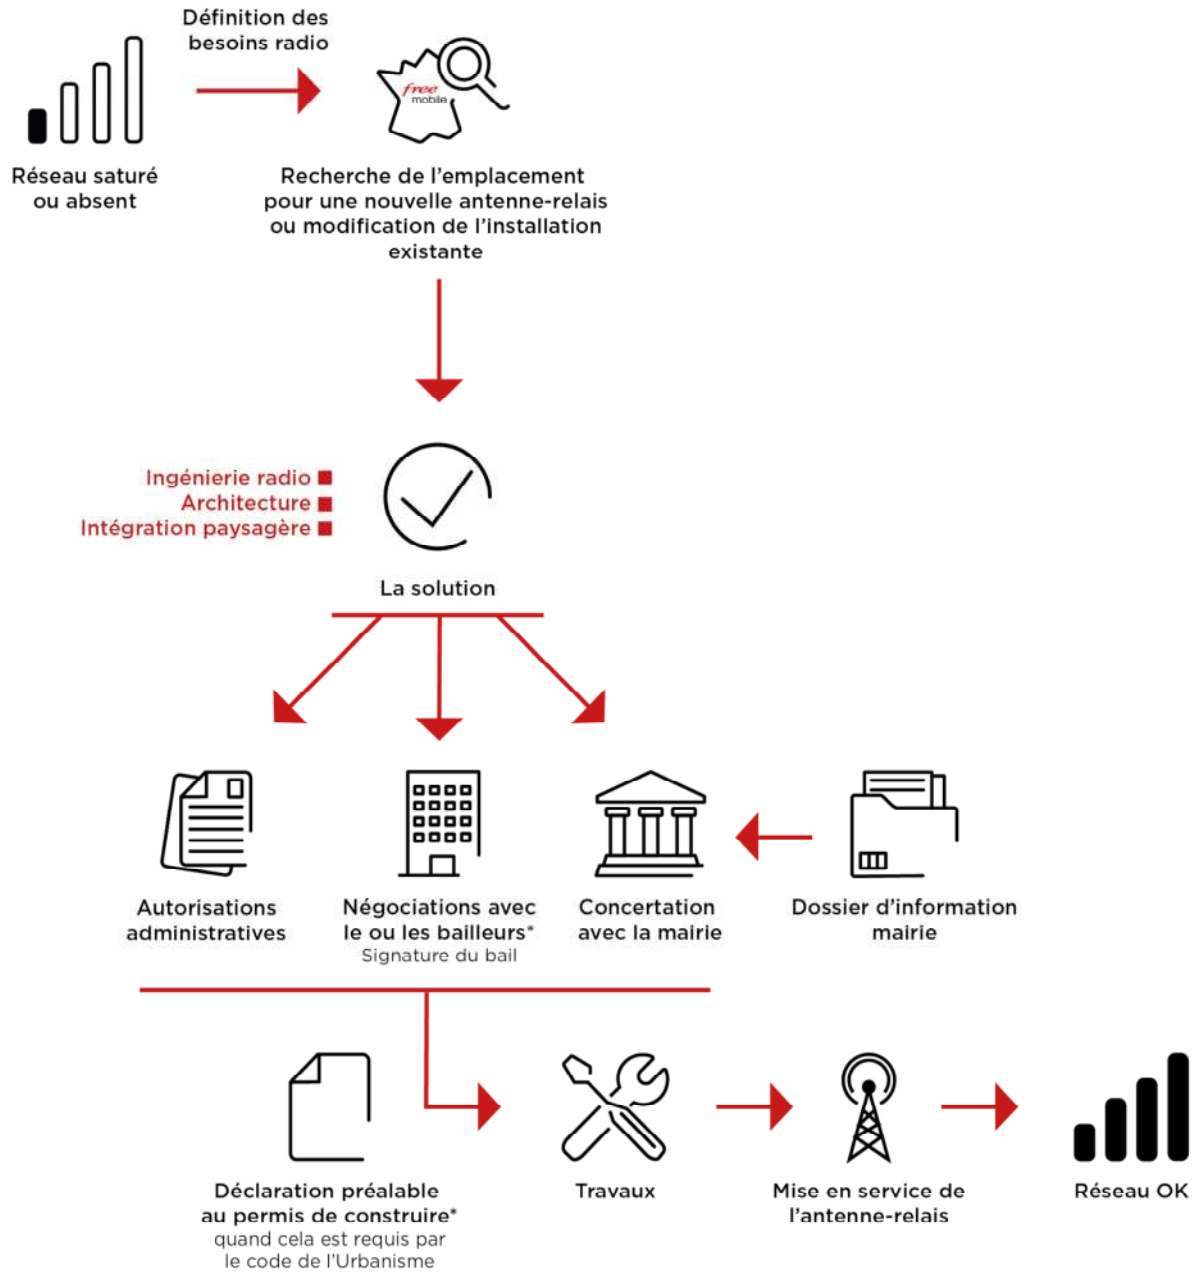 Définition des
besoins radio
free
mobile
Réseau saturé
ou absent
Recherche de l'emplacement
pour une nouvelle antenne-relais
ou modification de l'installation
existante
Ingénierie radio
Architecture
Intégration paysagère
La solution
Autorisations
administratives
Négociations avec
le ou les bailleurs*
Signature du bail
Concertation
avec la mairie
Dossier d'information
mairie
Déclaration préalable
au permis de construire*
quand cela est requis par
le code de l'Urbanisme
Travaux
Mise en service de
l'antenne-relais
Réseau OK